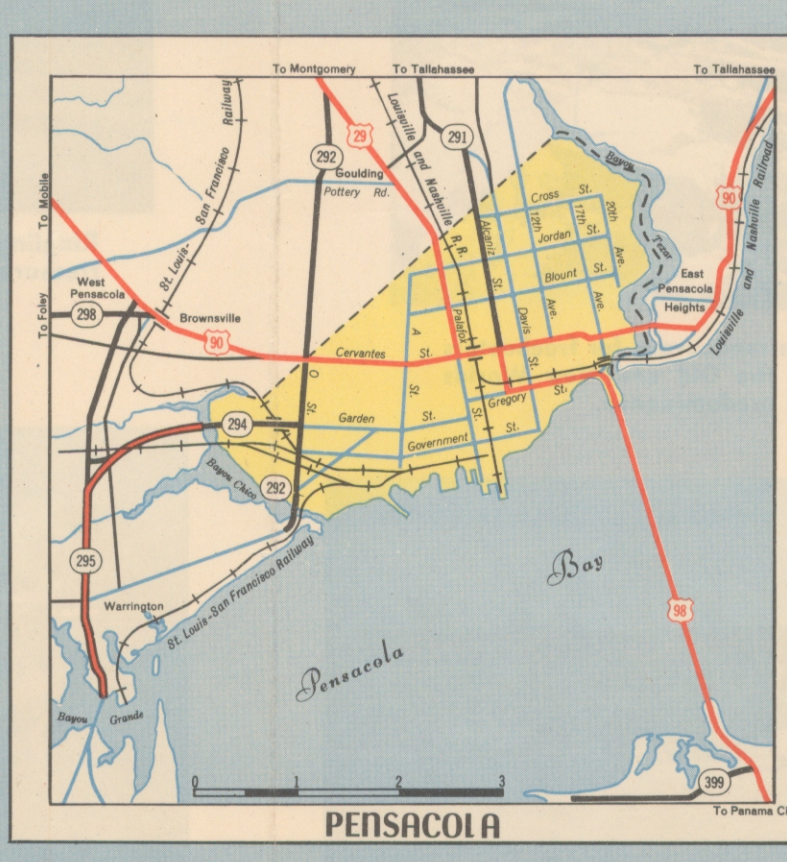 To Montgomery
To Tallahassee
To Tallahassee
Railway
San Francisco
St. Louis-
29
292
291
Louisville
and Nashville
R.R.
Goulding
Pottery Rd.
Bayou
Texar
90
Louisville and Nashville Railroad
Cross St.
12th
17th
20th
Alcaniz
St.
Jordan
Ave.
Blount St.
Ave.
Ave.
East
Pensacola
Heights
To Mobile
West
Pensacola
298
To Foley
Brownsville
90
Palafox
Davis
St.
A
St.
Cervantes St.
O
St.
Gregory St.
St.
294
Garden St.
Government St.
Bayou Chico
292
295
Warrington
St. Louis-San Francisco Railway
Bay
98
Pensacola
Bayou Grande
0 1 2 3
399
To Panama C
PENSACOLA